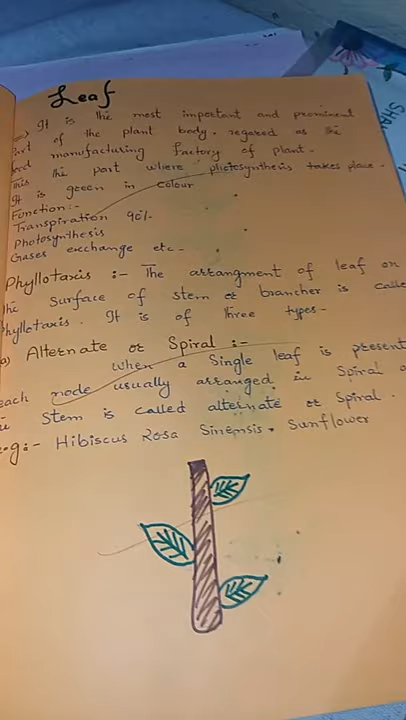 Leaf
It is the most important and prominent
part of the plant body. regared as the
food manufacturing factory of plant.
This the part where photosynthesis takes place.
It is green in colour
Function:-
Transpiration 90%.
Photosynthesis
Gases exchange etc-
Phyllotaxis :- The arrangment of leaf on
the surface of stem or brancher is calle
Phyllotaxis. It is of three types-
a) Alternate or Spiral :-
when a Single leaf is present
each node usually arranged in Spiral o
stem is called alternate or Spiral.
e.g:- Hibiscus Rosa Sinensis. Sunflower